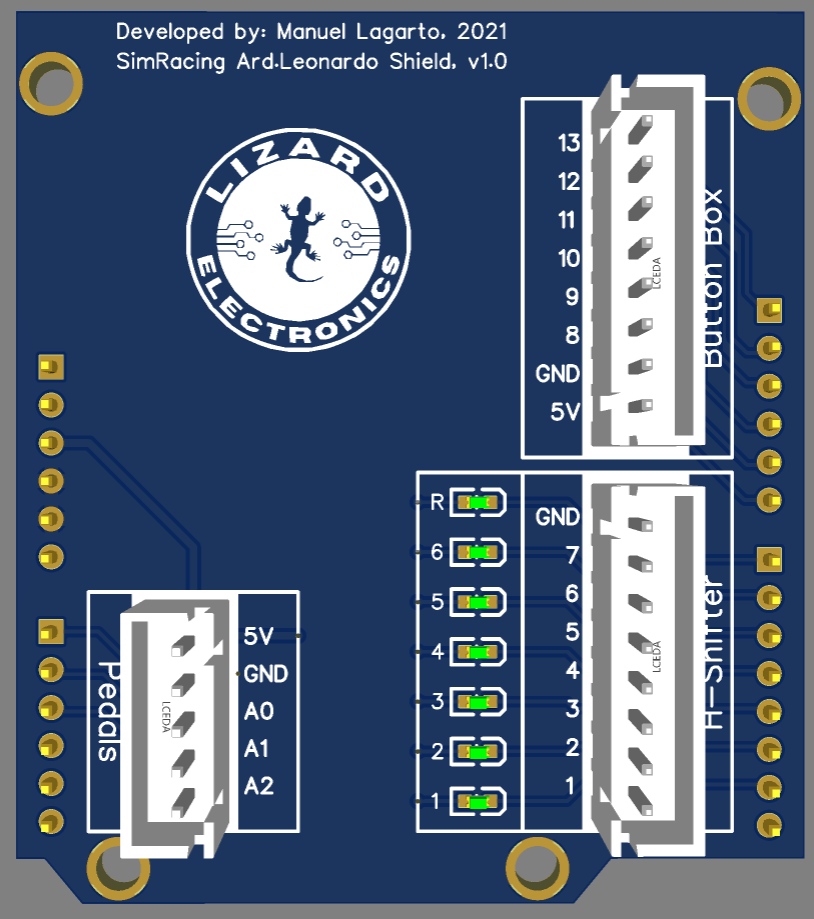 Developed by: Manuel Lagarto, 2021
SimRacing Ard.Leonardo Shield, v1.0
LIZARD
ELECTRONICS
13
12
11
10
9
8
GND
5V
LCEDA
Button Box
R
6
5
4
3
2
1
GND
7
6
5
4
3
2
1
LCEDA
H-Shifter
Pedals
LCEDA
5V
GND
A0
A1
A2